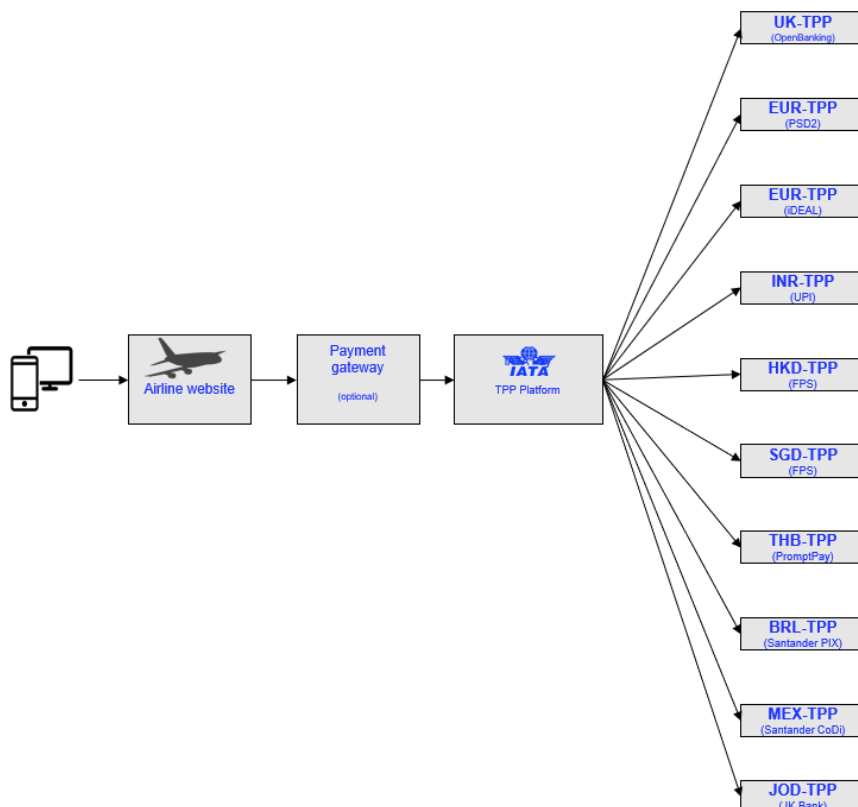 UK-TPP
(OpenBanking)
EUR-TPP
(PSD2)
EUR-TPP
(iDEAL)
INR-TPP
(UPI)
HKD-TPP
(FPS)
SGD-TPP
(FPS)
THB-TPP
(PromptPay)
BRL-TPP
(Santander PIX)
MEX-TPP
(Santander CoDi)
JOD-TPP
(JK Bank)
Airline website
Payment
gateway
(optional)
IATA
TPP Platform